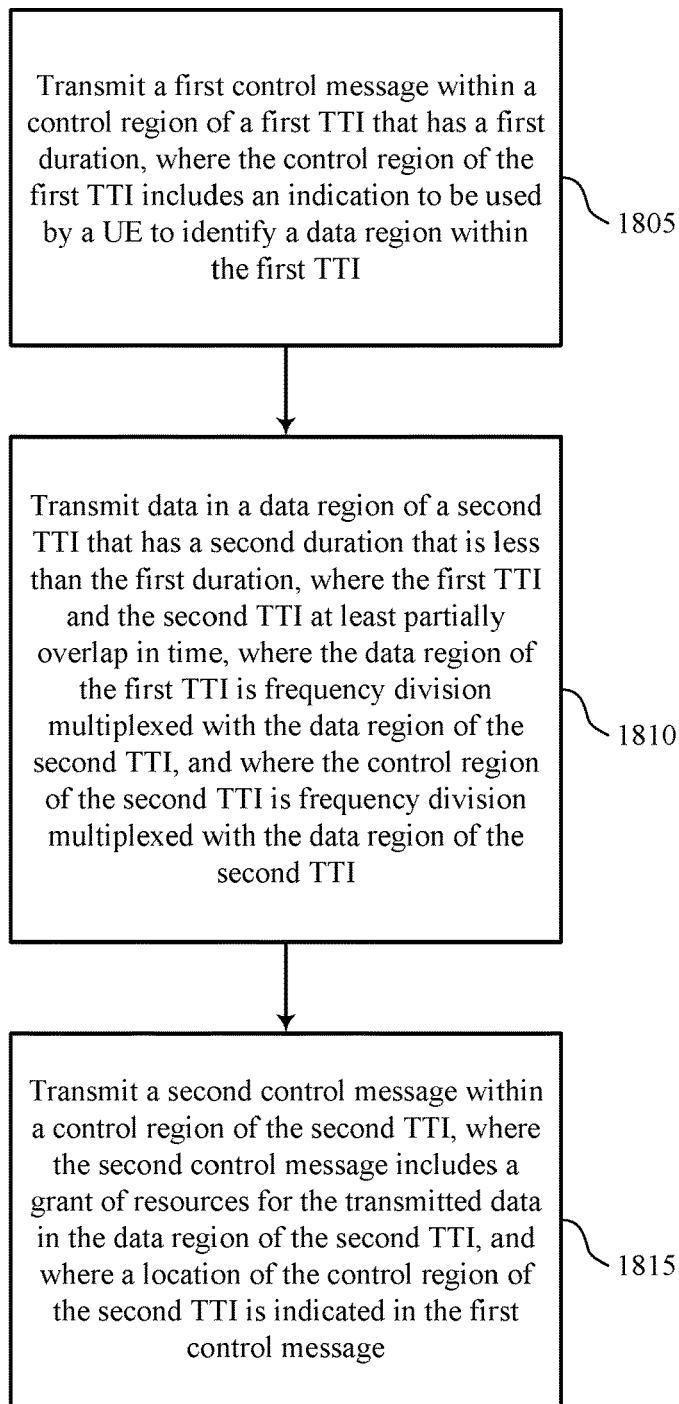 Transmit a first control message within a
control region of a first TTI that has a first
duration, where the control region of the
first TTI includes an indication to be used
by a UE to identify a data region within
the first TTI
1805
Transmit data in a data region of a second
TTI that has a second duration that is less
than the first duration, where the first TTI
and the second TTI at least partially
overlap in time, where the data region of
the first TTI is frequency division
multiplexed with the data region of the
second TTI, and where the control region
of the second TTI is frequency division
multiplexed with the data region of the
second TTI
1810
Transmit a second control message within
a control region of the second TTI, where
the second control message includes a
grant of resources for the transmitted data
in the data region of the second TTI, and
where a location of the control region of
the second TTI is indicated in the first
control message
1815